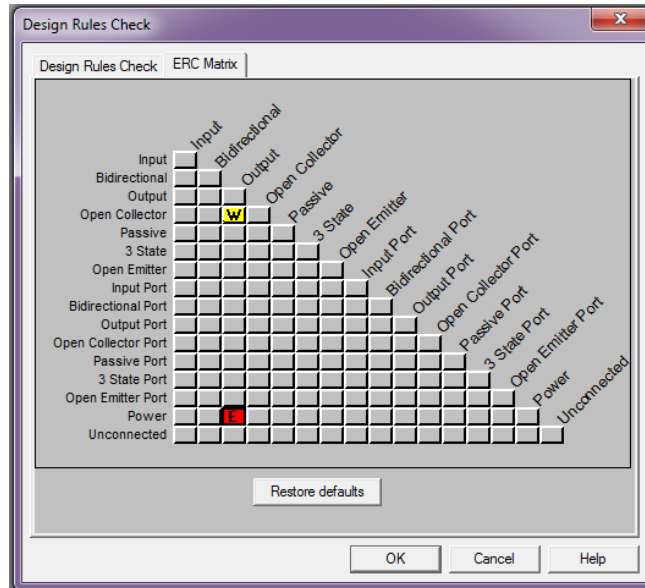 Design Rules Check
Design Rules Check
ERC Matrix
Input
Bidirectional
Output
Open Collector
Passive
3 State
Open Emitter
Input Port
Bidirectional Port
Output Port
Open Collector Port
Passive Port
3 State Port
Open Emitter Port
Power
Unconnected
Input
Bidirectional
Output
Open Collector
W
Passive
3 State
Open Emitter
Input Port
Bidirectional Port
Output Port
Open Collector Port
Passive Port
3 State Port
Open Emitter Port
Power
E
Unconnected
Restore defaults
OK
Cancel
Help